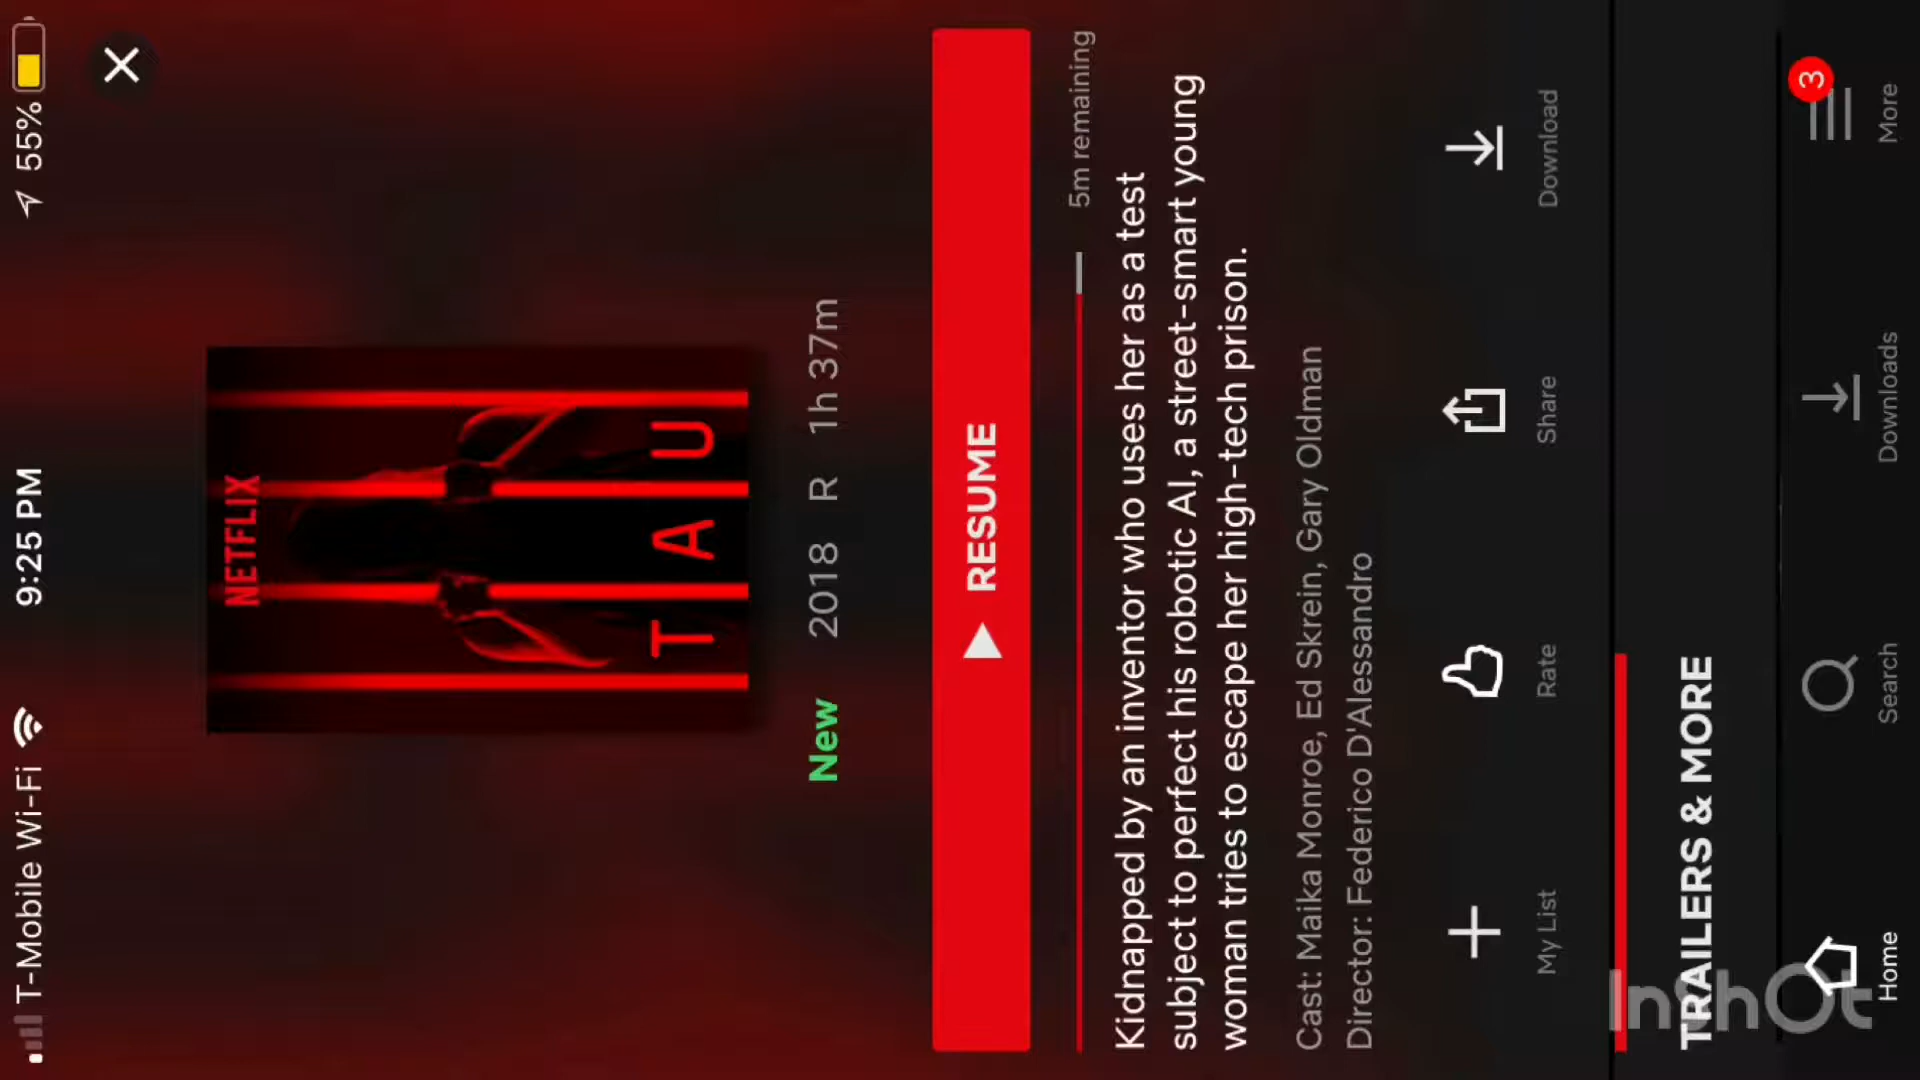 T-Mobile Wi-Fi 9:25 PM 55%
NETFLIX
TAU
New 2018 R 1h 37m
RESUME
5m remaining
Kidnapped by an inventor who uses her as a test
subject to perfect his robotic AI, a street-smart young
woman tries to escape her high-tech prison.
Cast: Maika Monroe, Ed Skrein, Gary Oldman
Director: Federico D'Alessandro
My List Rate Share Download
TRAILERS & MORE
3
Home Search Downloads More
InShOt